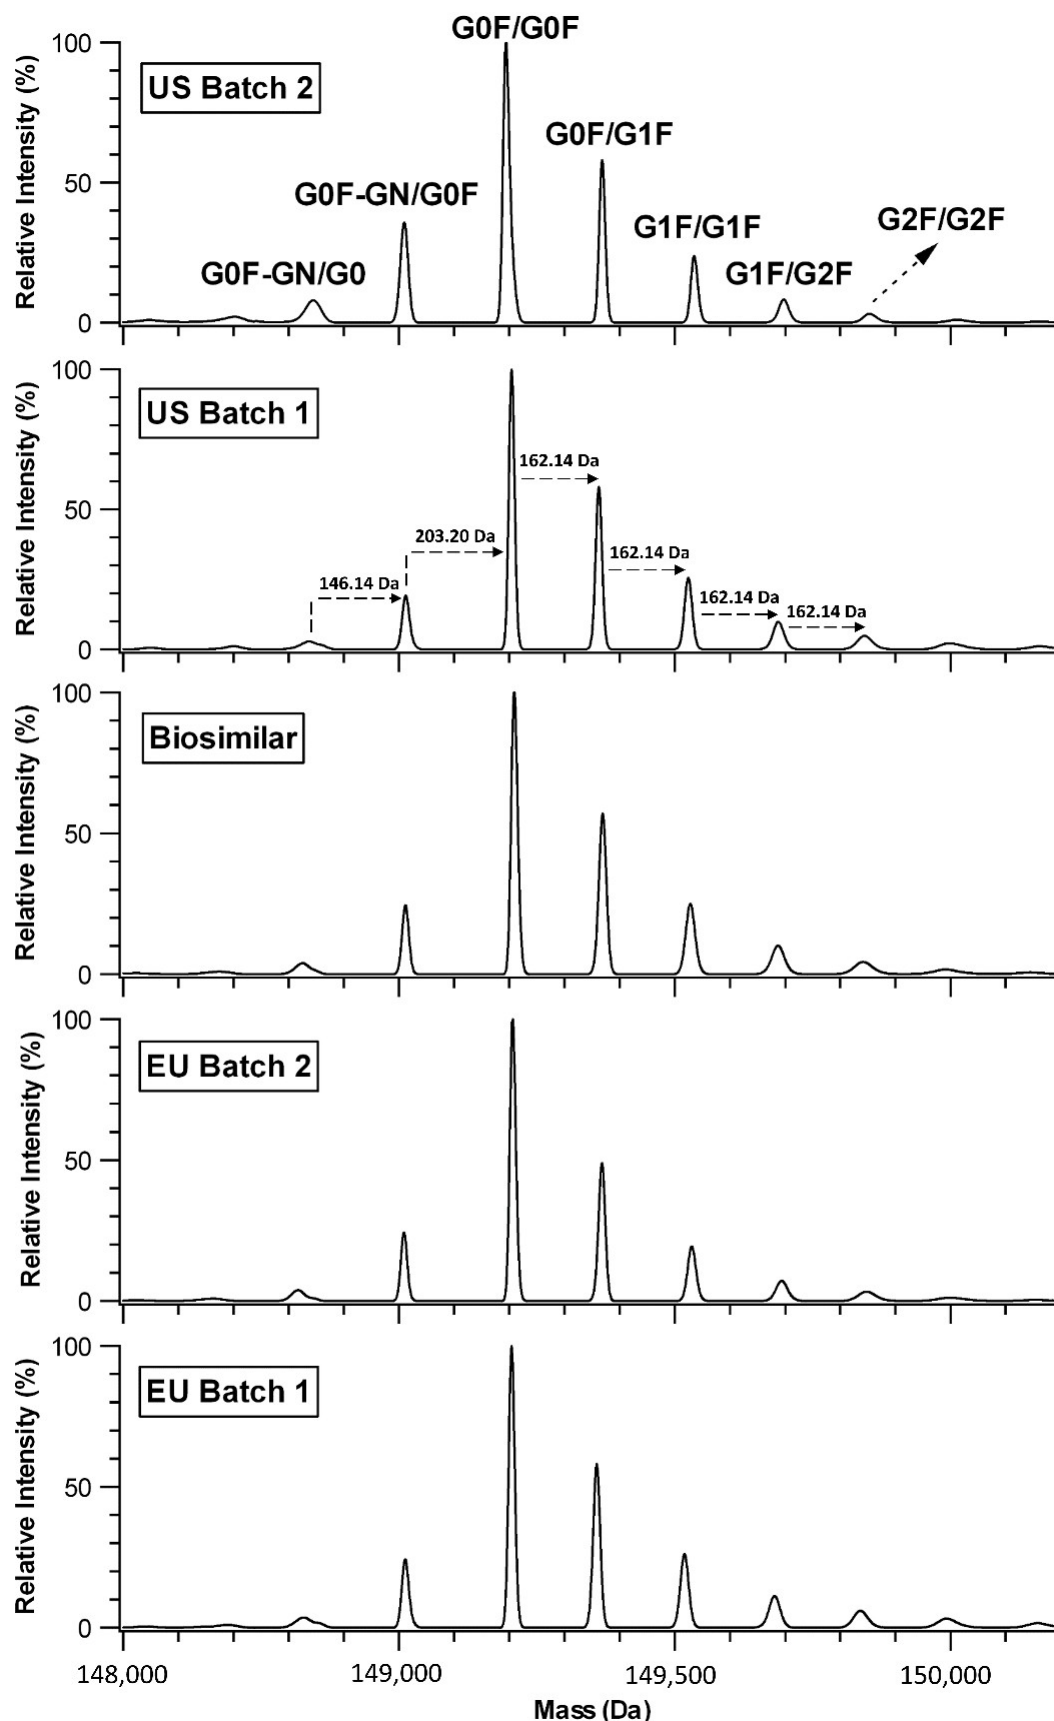 G0F/G0F
100
US Batch 2
G0F/G1F
50
G0F-GN/G0F
G1F/G1F
G2F/G2F
G0F-GN/G0
G1F/G2F
0
Relative Intensity (%)
100
US Batch 1
162.14 Da
50
203.20 Da
162.14 Da
146.14 Da
162.14 Da
162.14 Da
0
Relative Intensity (%)
100
Biosimilar
50
0
Relative Intensity (%)
100
EU Batch 2
50
0
Relative Intensity (%)
100
EU Batch 1
50
0
Relative Intensity (%)
148,000
149,000
149,500
150,000
Mass (Da)